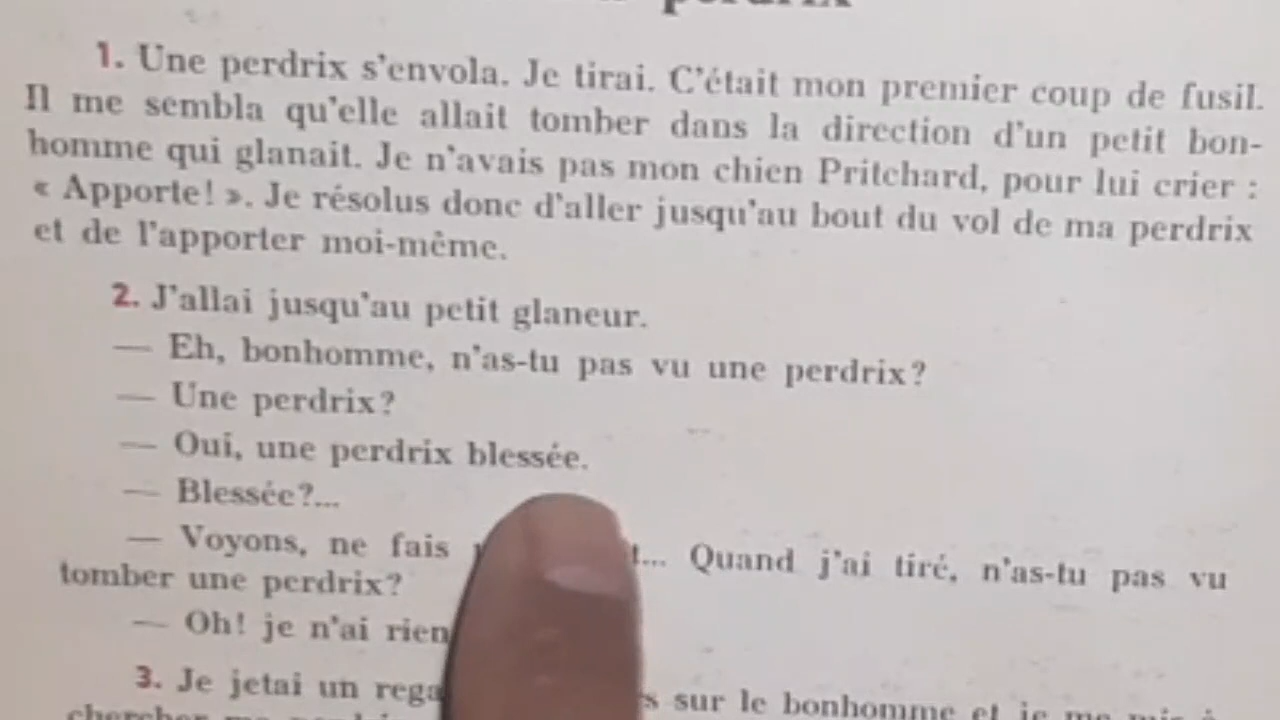 perdrix
1. Une perdrix s'envola. Je tirai. C'était mon premier coup de fusil.
Il me sembla qu'elle allait tomber dans la direction d'un petit bon-
homme qui glanait. Je n'avais pas mon chien Pritchard, pour lui crier :
« Apporte! ». Je résolus donc d'aller jusqu'au bout du vol de ma perdrix
et de l'apporter moi-même.
2. J'allai jusqu'au petit glaneur.
— Eh, bonhomme, n'as-tu pas vu une perdrix?
— Une perdrix?
— Oui, une perdrix blessée.
— Blessée?...
— Voyons, ne fais ... Quand j'ai tiré, n'as-tu pas vu
tomber une perdrix?
— Oh! je n'ai rien
3. Je jetai un sur le bonhomme et je me mis à
chercher ma